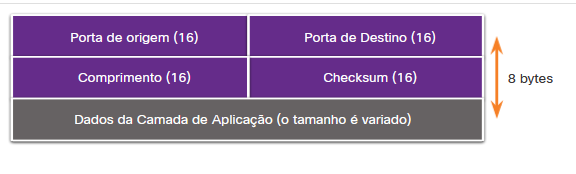 Porta de origem (16) Porta de Destino (16)
Comprimento (16) Checksum (16) 8 bytes
Dados da Camada de Aplicação (o tamanho é variado)